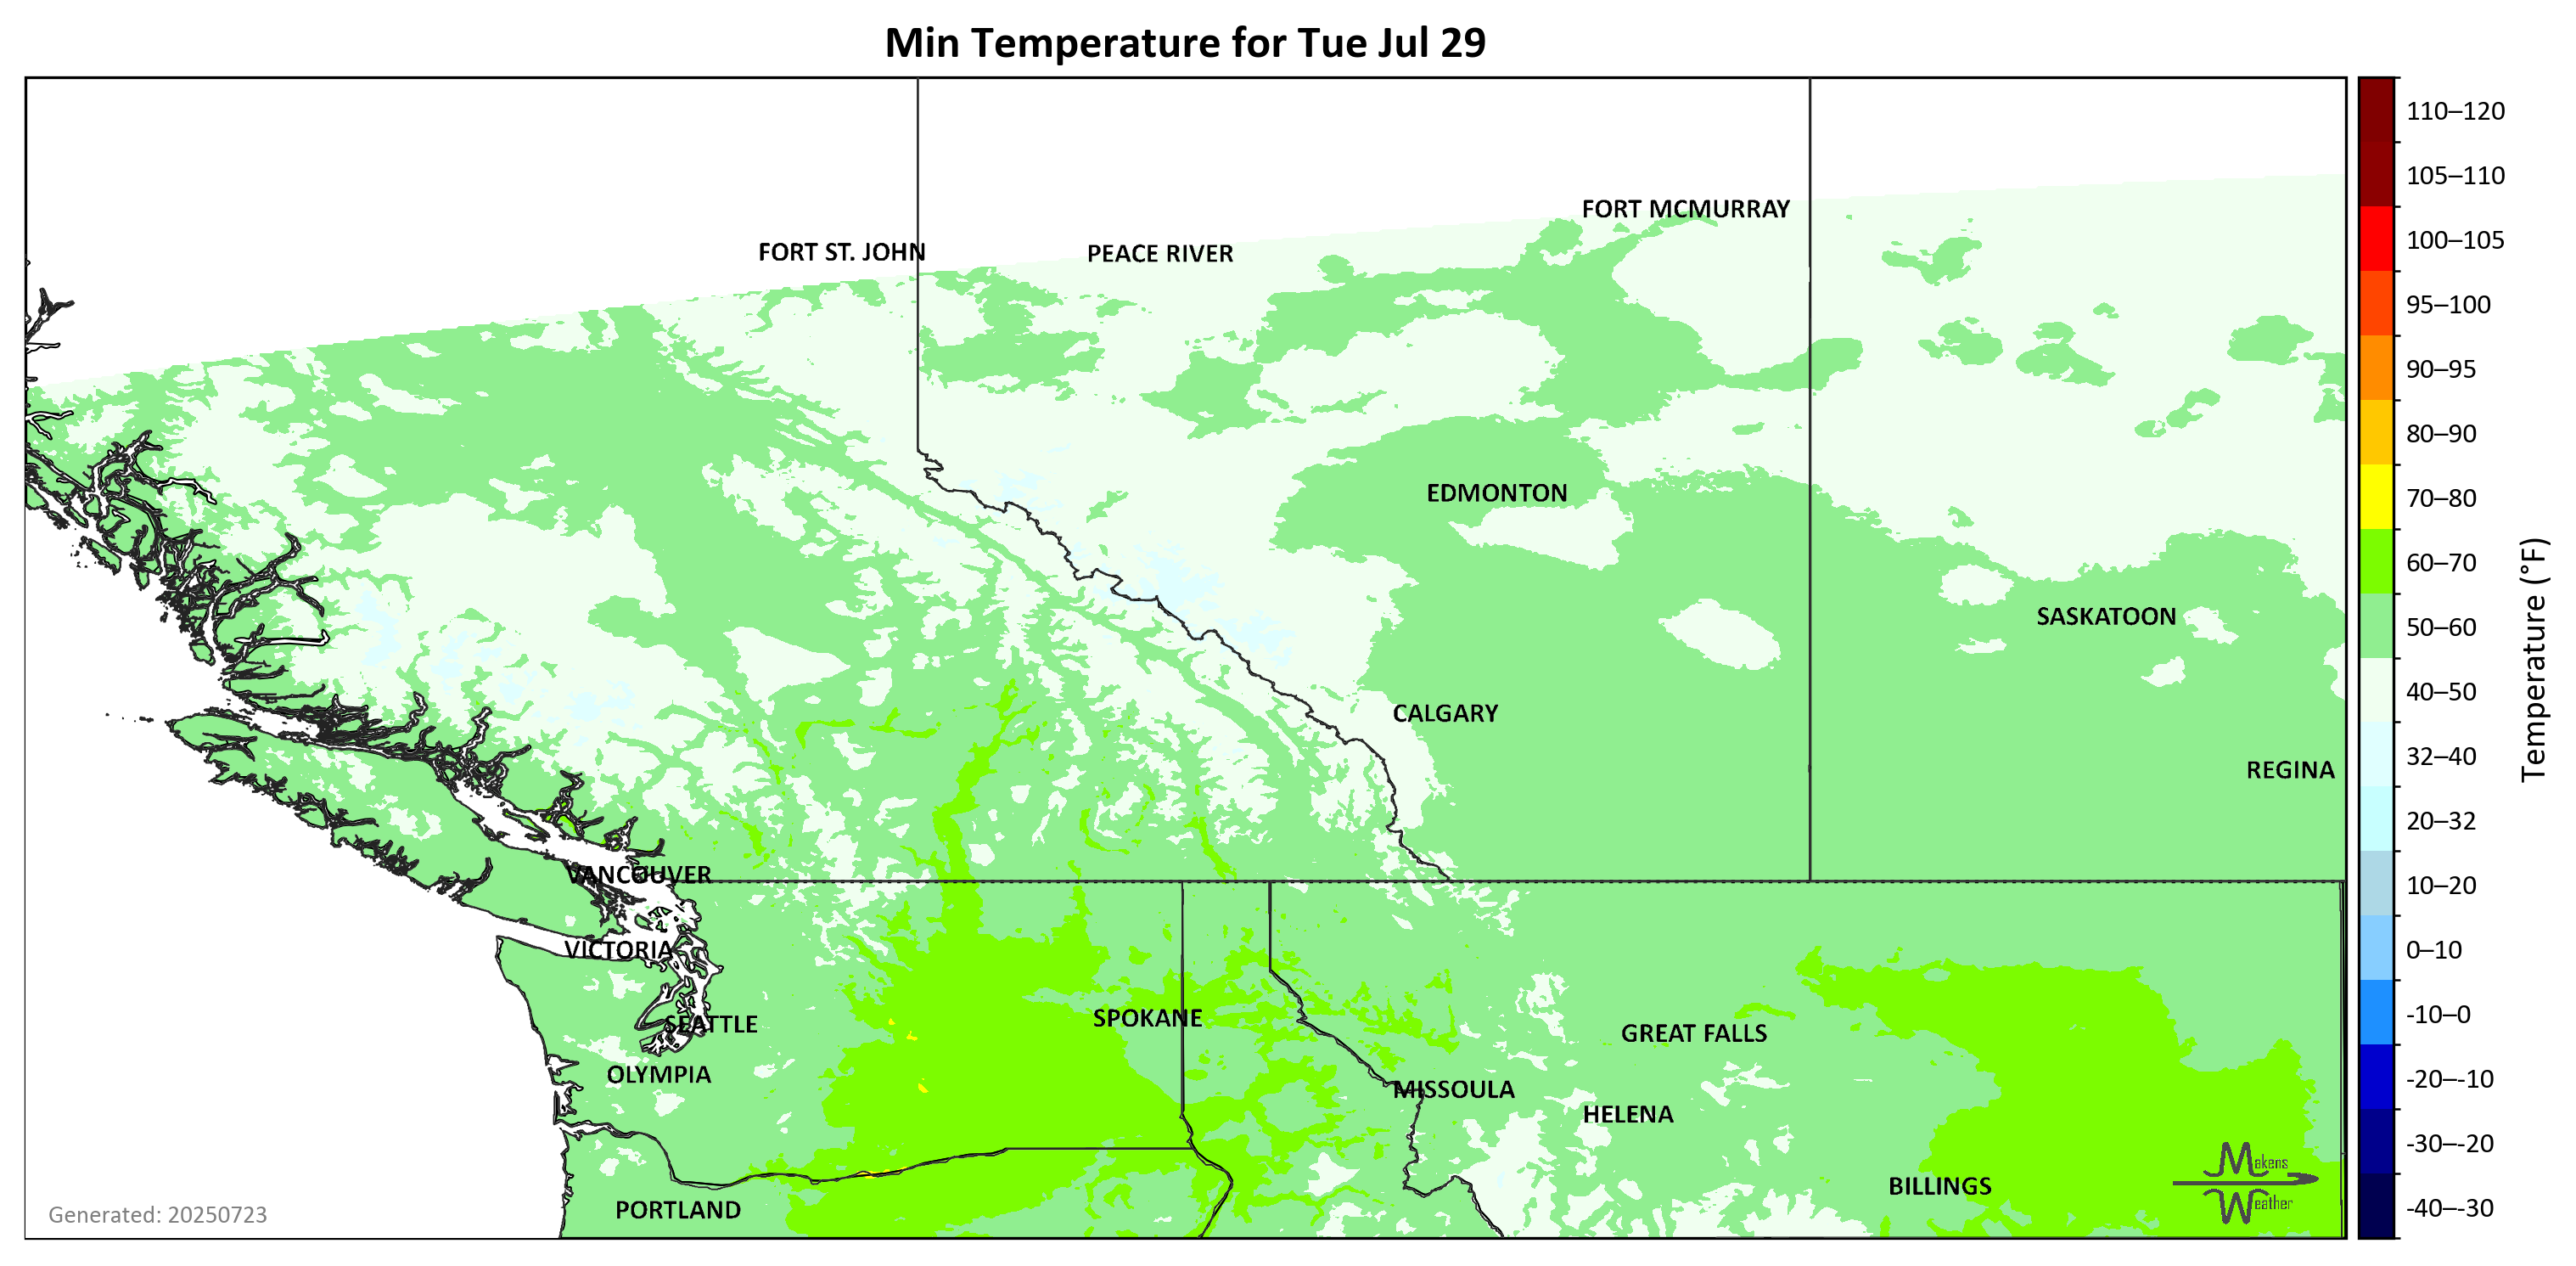 Min Temperature for Tue Jul 29
110–120
105–110
FORT MCMURRAY
100–105
FORT ST. JOHN
PEACE RIVER
95–100
90–95
80–90
EDMONTON
70–80
60–70
SASKATOON
50–60
Temperature (°F)
40–50
CALGARY
32–40
REGINA
20–32
VANCOUVER
10–20
VICTORIA
0–10
SEATTLE
SPOKANE
GREAT FALLS
-10–0
OLYMPIA
MISSOULA
-20–-10
HELENA
-30–-20
Makens
Weather
BILLINGS
PORTLAND
-40–-30
Generated: 20250723